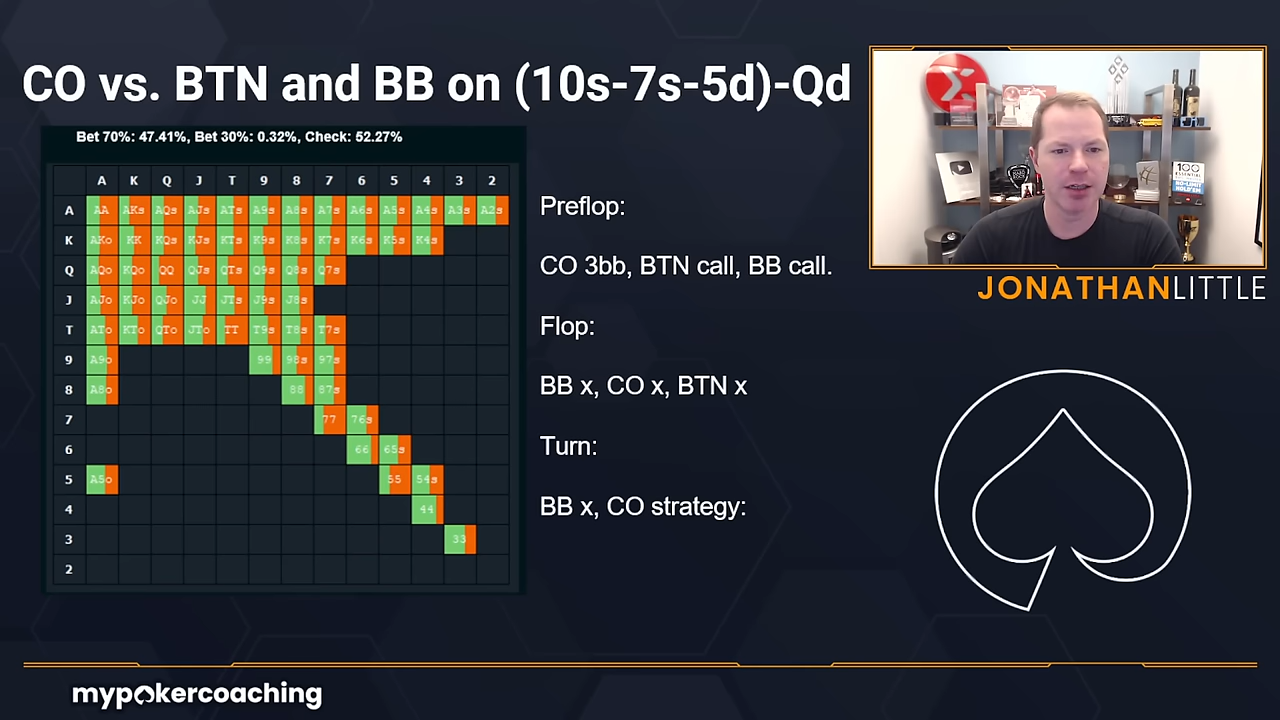 CO vs. BTN and BB on (10s-7s-5d)-Qd
Bet 70%: 47.41%, Bet 30%: 0.32%, Check: 52.27%
A K Q J T 9 8 7 6 5 4 3 2
A AA AKs AQs AJs ATs A9s A8s A7s A6s A5s A4s A3s A2s
K AKo KK KQs KJs KTs K9s K8s K7s K6s K5s K4s
Q AQo KQo QQ QJs QTs Q9s Q8s Q7s
J AJo KJo QJo JJ JTs J9s J8s
T ATo KTo QTo JTo TT T9s T8s T7s
9 A9o 99 98s 97s
8 A8o 88 87s
7 77 76s
6 66 65s
5 A5o 55 54s
4 44
3 33
2
Preflop:
CO 3bb, BTN call, BB call.
Flop:
BB x, CO x, BTN x
Turn:
BB x, CO strategy:
JONATHANLITTLE
mypokercoaching